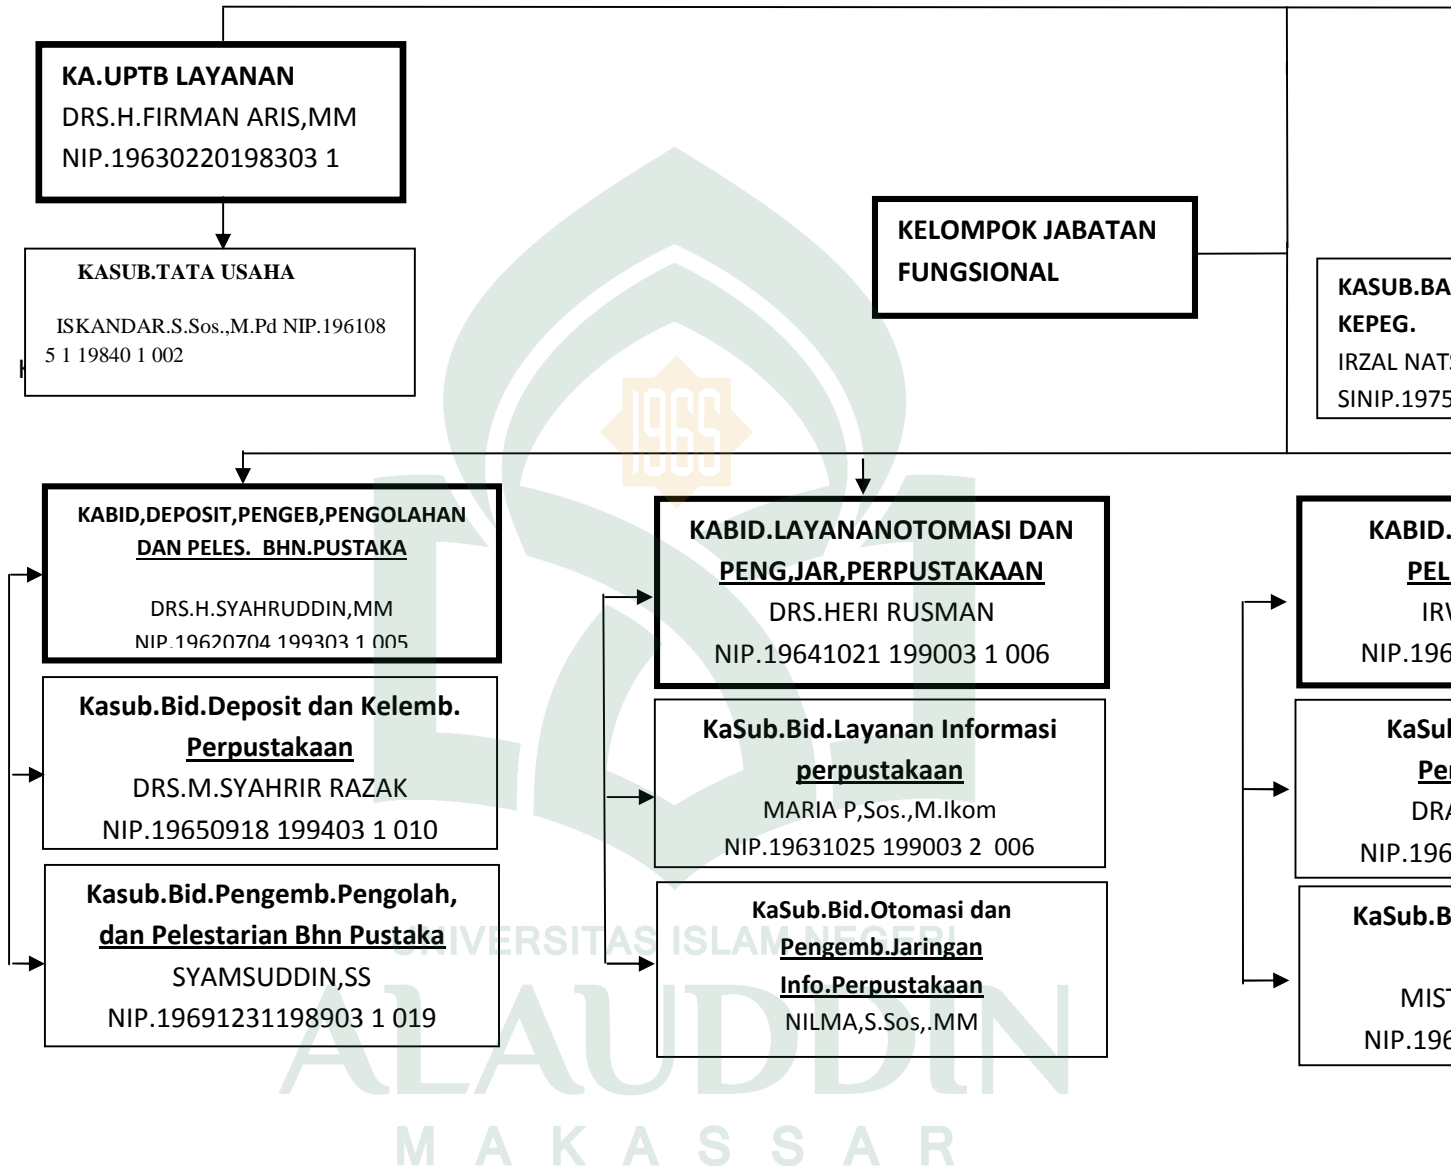 KA.UPTB LAYANAN
DRS.H.FIRMAN ARIS,MM
NIP.19630220198303 1
KASUB.TATA USAHA
ISKANDAR.S.Sos.,M.Pd NIP.196108
5 1 19840 1 002
KELOMPOK JABATAN
FUNGSIONAL
KASUB.BA
KEPEG.
IRZAL NATS
SINIP.1975
1965
KABID,DEPOSIT,PENGEB,PENGOLAHAN
DAN PELES. BHN.PUSTAKA
DRS.H.SYAHRUDDIN,MM
NIP.19620704 199303 1 005
Kasub.Bid.Deposit dan Kelemb.
Perpustakaan
DRS.M.SYAHRIR RAZAK
NIP.19650918 199403 1 010
Kasub.Bid.Pengemb.Pengolah,
dan Pelestarian Bhn Pustaka
SYAMSUDDIN,SS
NIP.19691231198903 1 019
KABID.LAYANANOTOMASI DAN
PENG,JAR,PERPUSTAKAAN
DRS.HERI RUSMAN
NIP.19641021 199003 1 006
KaSub.Bid.Layanan Informasi
perpustakaan
MARIA P,Sos.,M.Ikom
NIP.19631025 199003 2 006
KaSub.Bid.Otomasi dan
Pengemb.Jaringan
Info.Perpustakaan
NILMA,S.Sos,.MM
KABID.
PEL
IRW
NIP.196
KaSub
Per
DRA
NIP.196
KaSub.B
MIST
NIP.196
UNIVERSITAS ISLAM NEGERI
ALAUDDIN
MAKASSAR